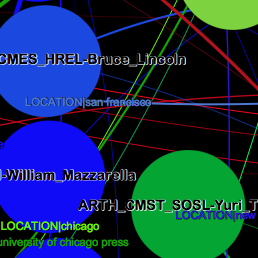 CMES_HREL-Bruce_Lincoln
LOCATION|san francisco
-William_Mazzarella
ARTH_CMST_SOSL-Yuri_T
LOCATION|new
LOCATION|chicago
university of chicago press